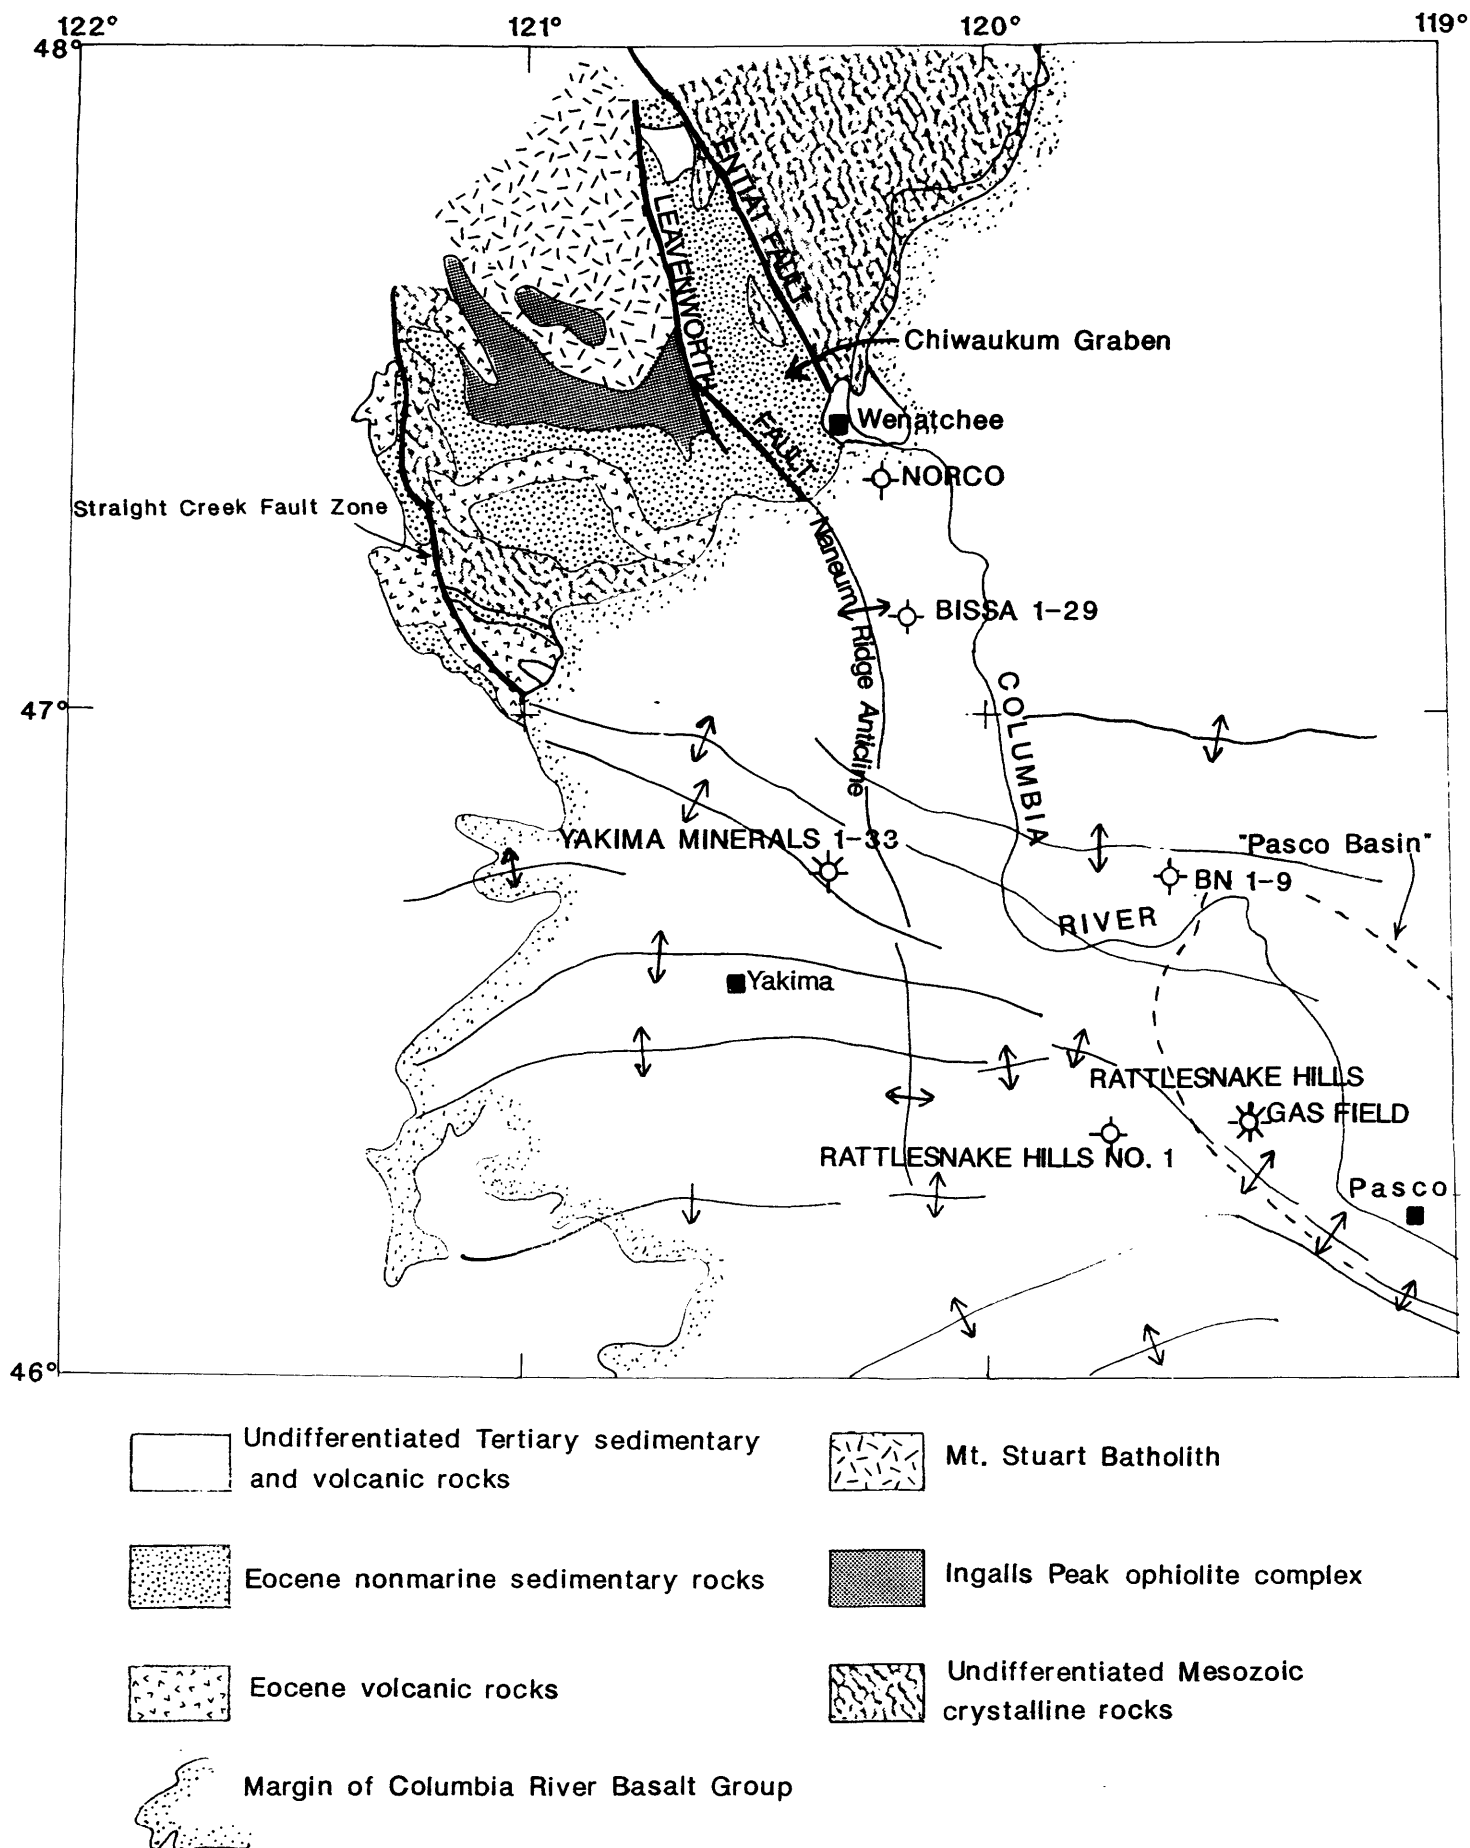 122°
121°
120°
119°
48°
ENTIAT FAULT
LEAVENWORTH
FAULT
Chiwaukum Graben
Wenatchee
NORCO
Straight Creek Fault Zone
Naneum Ridge Anticline
BISSA 1-29
47°
COLUMBIA
RIVER
YAKIMA MINERALS 1-33
"Pasco Basin"
BN 1-9
Yakima
RATTLESNAKE HILLS
GAS FIELD
RATTLESNAKE HILLS NO. 1
Pasco
46°
Undifferentiated Tertiary sedimentary
and volcanic rocks
Mt. Stuart Batholith
Eocene nonmarine sedimentary rocks
Ingalls Peak ophiolite complex
Eocene volcanic rocks
Undifferentiated Mesozoic
crystalline rocks
Margin of Columbia River Basalt Group